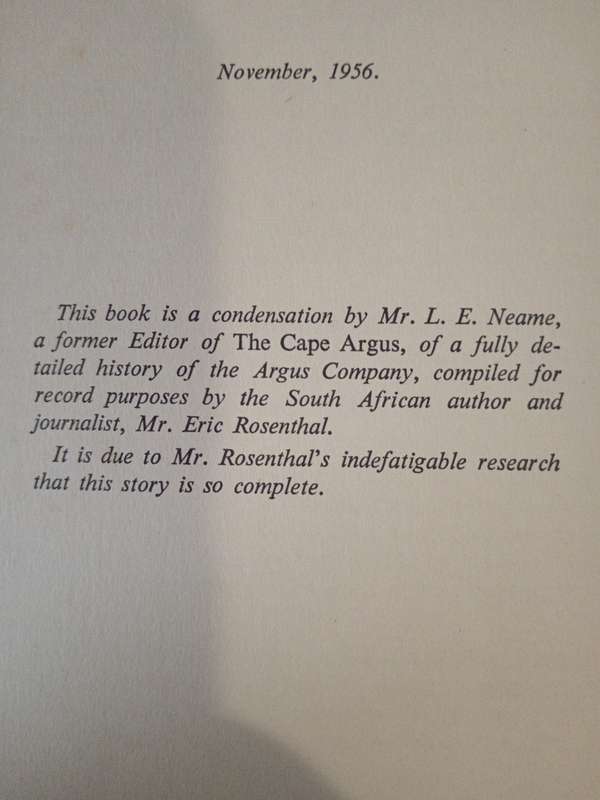 November, 1956.
This book is a condensation by Mr. L. E. Neame,
a former Editor of The Cape Argus, of a fully de-
tailed history of the Argus Company, compiled for
record purposes by the South African author and
journalist, Mr. Eric Rosenthal.
It is due to Mr. Rosenthal's indefatigable research
that this story is so complete.